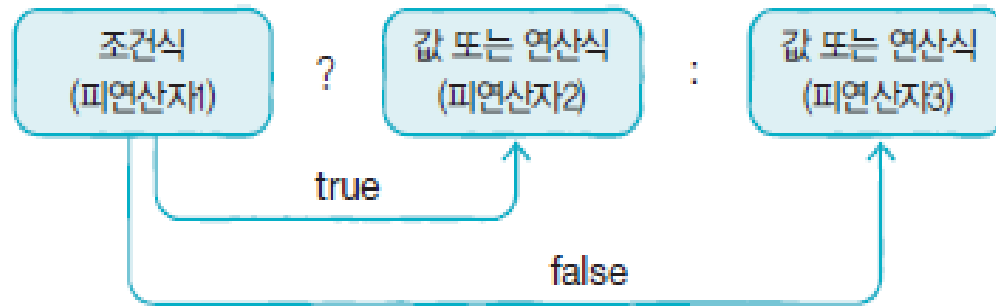 조건식 ? 값 또는 연산식 : 값 또는 연산식
(피연산자1) (피연산자2) (피연산자3)
true
false